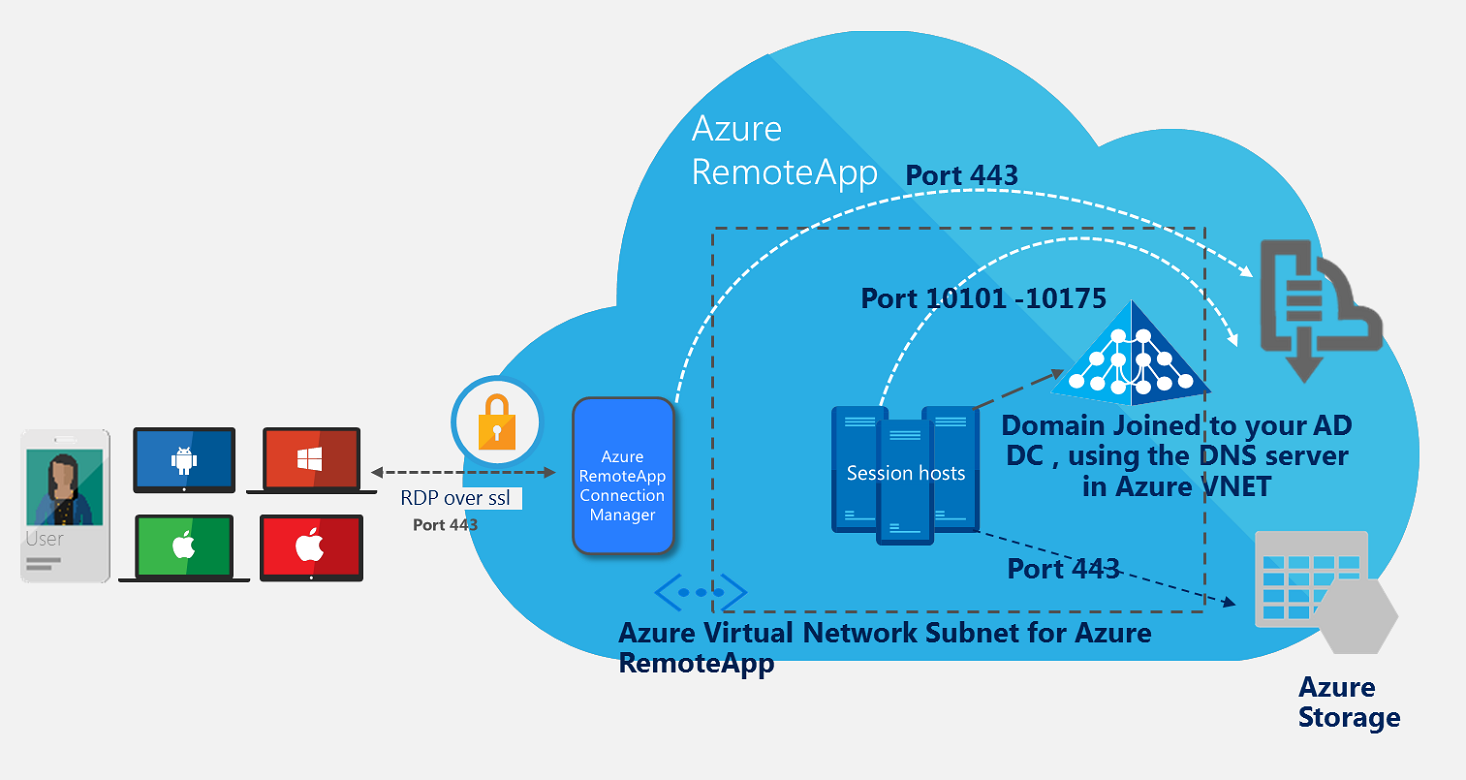 Azure
RemoteApp
Port 443
Port 10101 -10175
User
RDP over ssl
Port 443
Azure
RemoteApp
Connection
Manager
Session hosts
Domain Joined to your AD
DC , using the DNS server
in Azure VNET
Port 443
Azure Virtual Network Subnet for Azure
RemoteApp
Azure
Storage